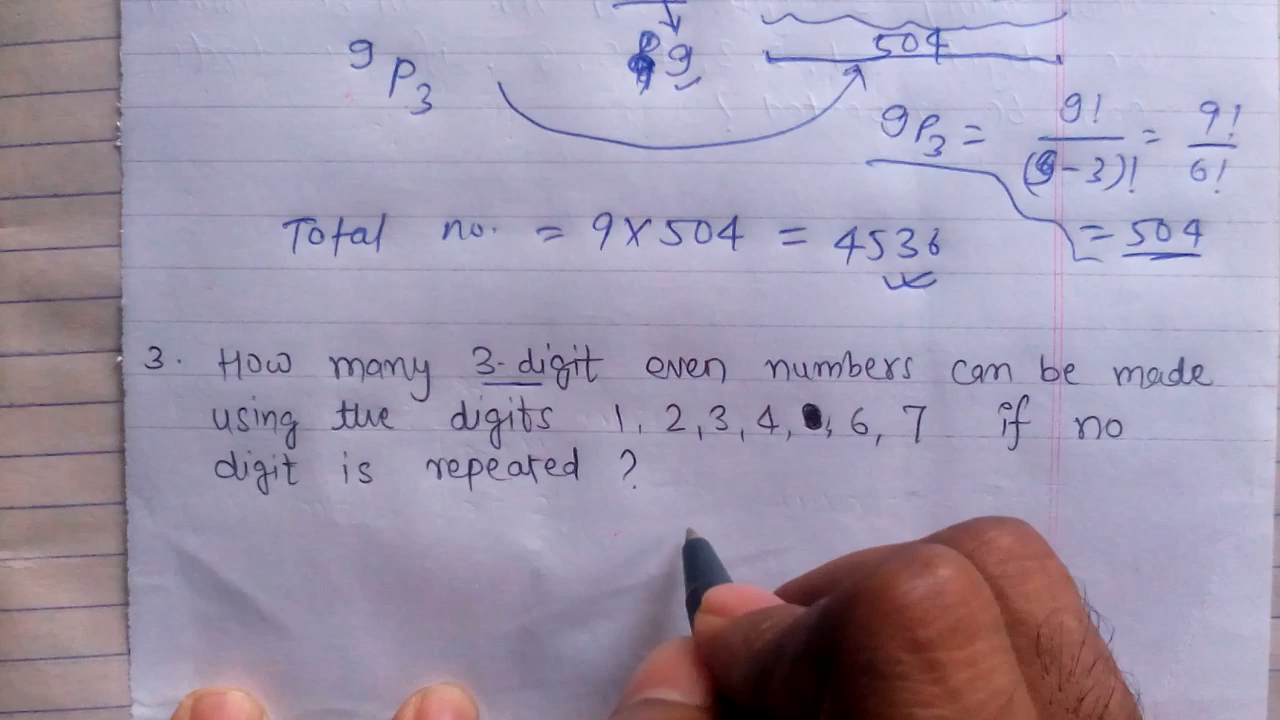 9
504
9P3
9P3 = 9! / (9-3)! = 9! / 6!
= 504
Total no. = 9 X 504 = 4536
3. How many 3-digit even numbers can be made
using the digits 1, 2, 3, 4, , 6, 7 if no
digit is repeated ?